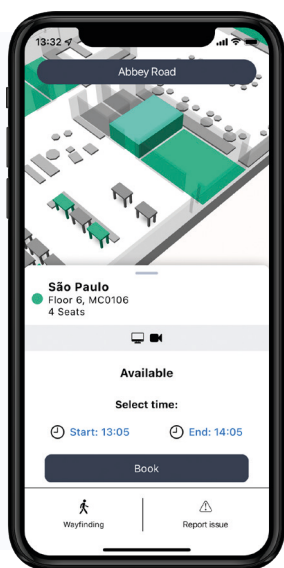 13:32
Abbey Road
São Paulo
Floor 6, MC0106
4 Seats
Available
Select time:
Start: 13:05 End: 14:05
Book
Wayfinding Report issue